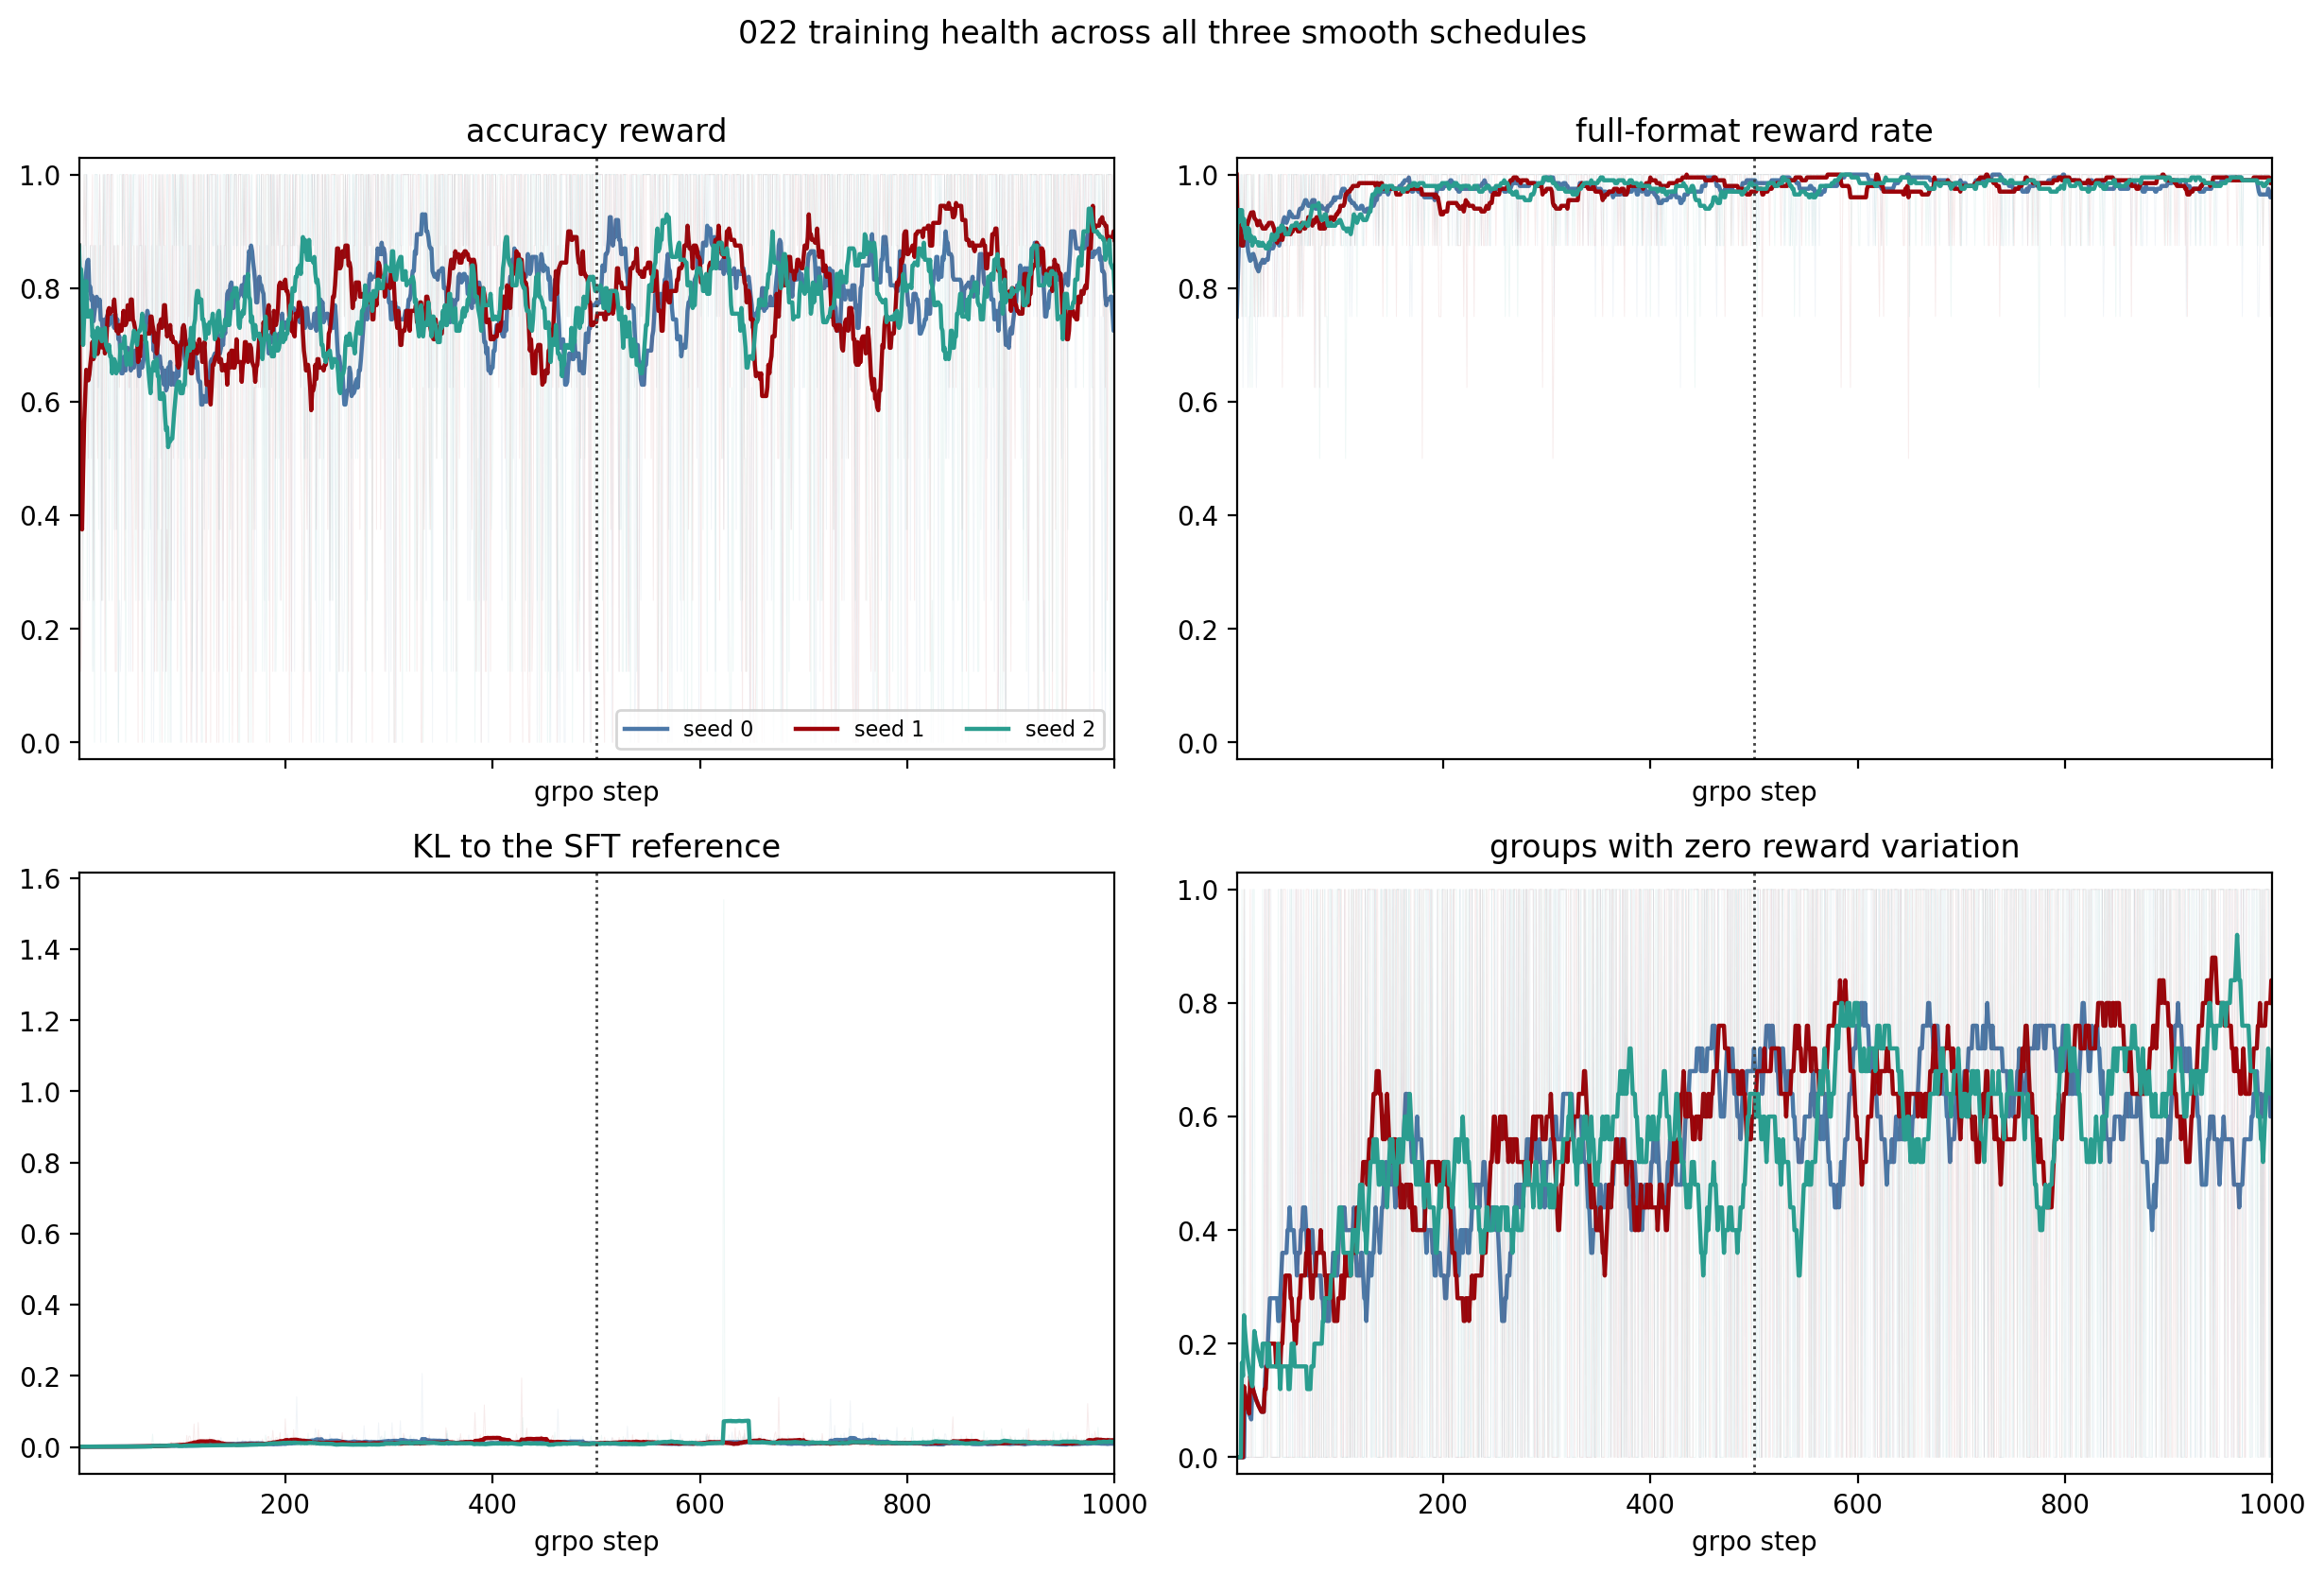 022 training health across all three smooth schedules
accuracy reward
1.0
0.8
0.6
0.4
0.2
0.0
seed 0
seed 1
seed 2
grpo step
full-format reward rate
1.0
0.8
0.6
0.4
0.2
0.0
grpo step
KL to the SFT reference
1.6
1.4
1.2
1.0
0.8
0.6
0.4
0.2
0.0
200 400 600 800 1000
grpo step
groups with zero reward variation
1.0
0.8
0.6
0.4
0.2
0.0
200 400 600 800 1000
grpo step